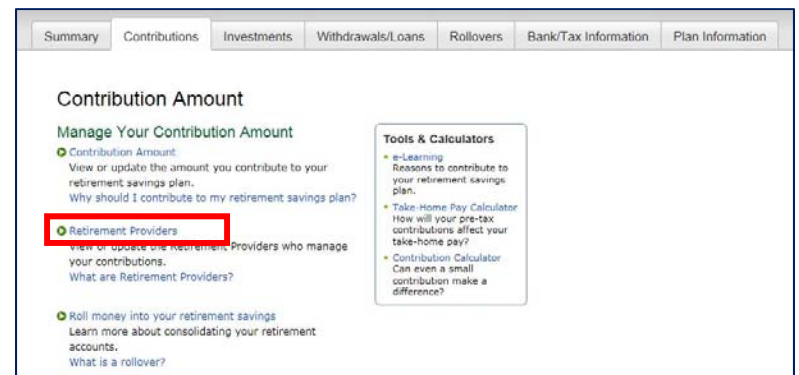 Summary Contributions Investments Withdrawals/Loans Rollovers Bank/Tax Information Plan Information
Contribution Amount
Manage Your Contribution Amount
Contribution Amount
View or update the amount you contribute to your
retirement savings plan.
Why should I contribute to my retirement savings plan?
Retirement Providers
View or update the Retirement Providers who manage
your contributions.
What are Retirement Providers?
Roll money into your retirement savings
Learn more about consolidating your retirement
accounts.
What is a rollover?
Tools & Calculators
e-Learning
Reasons to contribute to
your retirement savings
plan.
Take-Home Pay Calculator
How will your pre-tax
contributions affect your
take-home pay?
Contribution Calculator
Can even a small
contribution make a
difference?